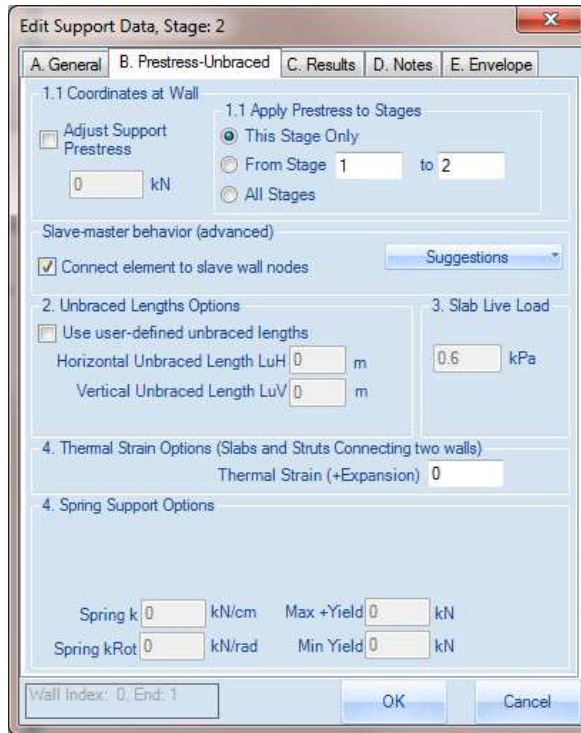 Edit Support Data, Stage: 2
A. General
B. Prestress-Unbraced
C. Results
D. Notes
E. Envelope
1.1 Coordinates at Wall
Adjust Support
Prestress
0 kN
1.1 Apply Prestress to Stages
This Stage Only
From Stage 1 to 2
All Stages
Slave-master behavior (advanced)
Connect element to slave wall nodes
Suggestions
2. Unbraced Lengths Options
Use user-defined unbraced lengths
Horizontal Unbraced Length LuH 0 m
Vertical Unbraced Length LuV 0 m
3. Slab Live Load
0.6 kPa
4. Thermal Strain Options (Slabs and Struts Connecting two walls)
Thermal Strain (+Expansion) 0
4. Spring Support Options
Spring k 0 kN/cm Max +Yield 0 kN
Spring kRot 0 kN/rad Min Yield 0 kN
Wall Index: 0, End: 1
OK
Cancel